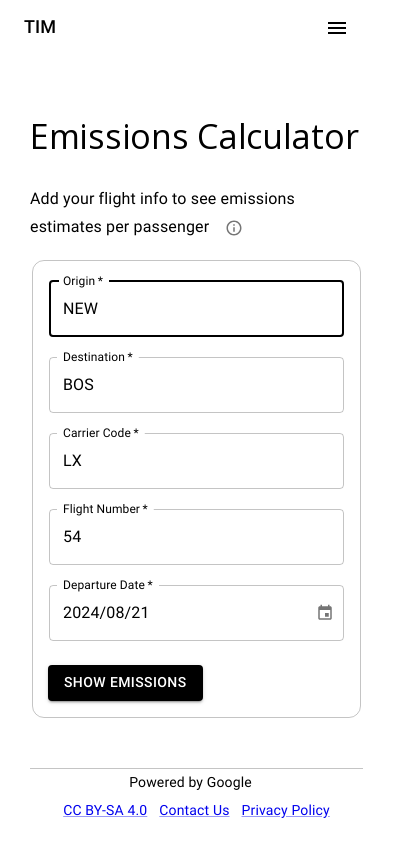 TIM
Emissions Calculator
Add your flight info to see emissions
estimates per passenger
Origin *
NEW
Destination *
BOS
Carrier Code *
LX
Flight Number *
54
Departure Date *
2024/08/21
SHOW EMISSIONS
Powered by Google
CC BY-SA 4.0 Contact Us Privacy Policy